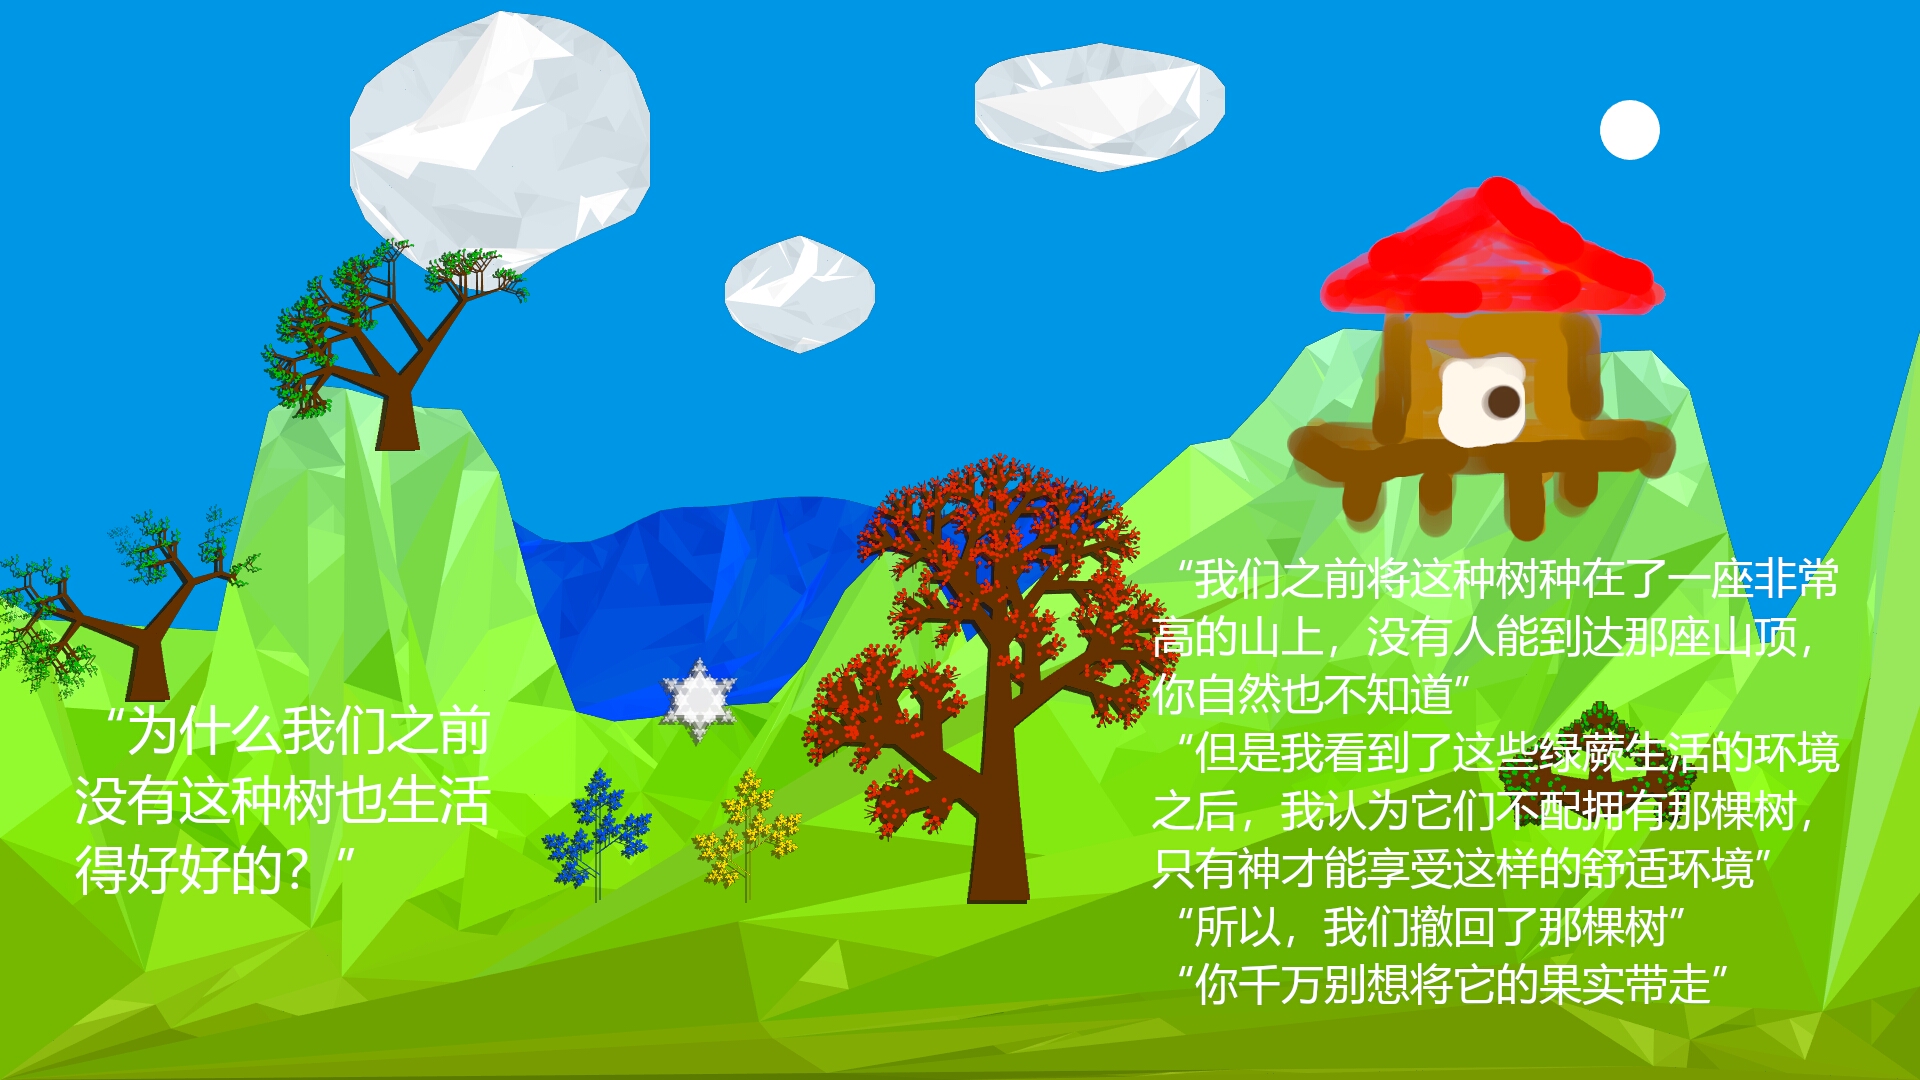 “为什么我们之前
没有这种树也生活
得好好的？”
“我们之前将这种树种在了一座非常
高的山上，没有人能到达那座山顶，
你自然也不知道”
“但是我看到了这些绿蕨生活的环境
之后，我认为它们不配拥有那棵树，
只有神才能享受这样的舒适环境”
“所以，我们撤回了那棵树”
“你千万别想将它的果实带走”